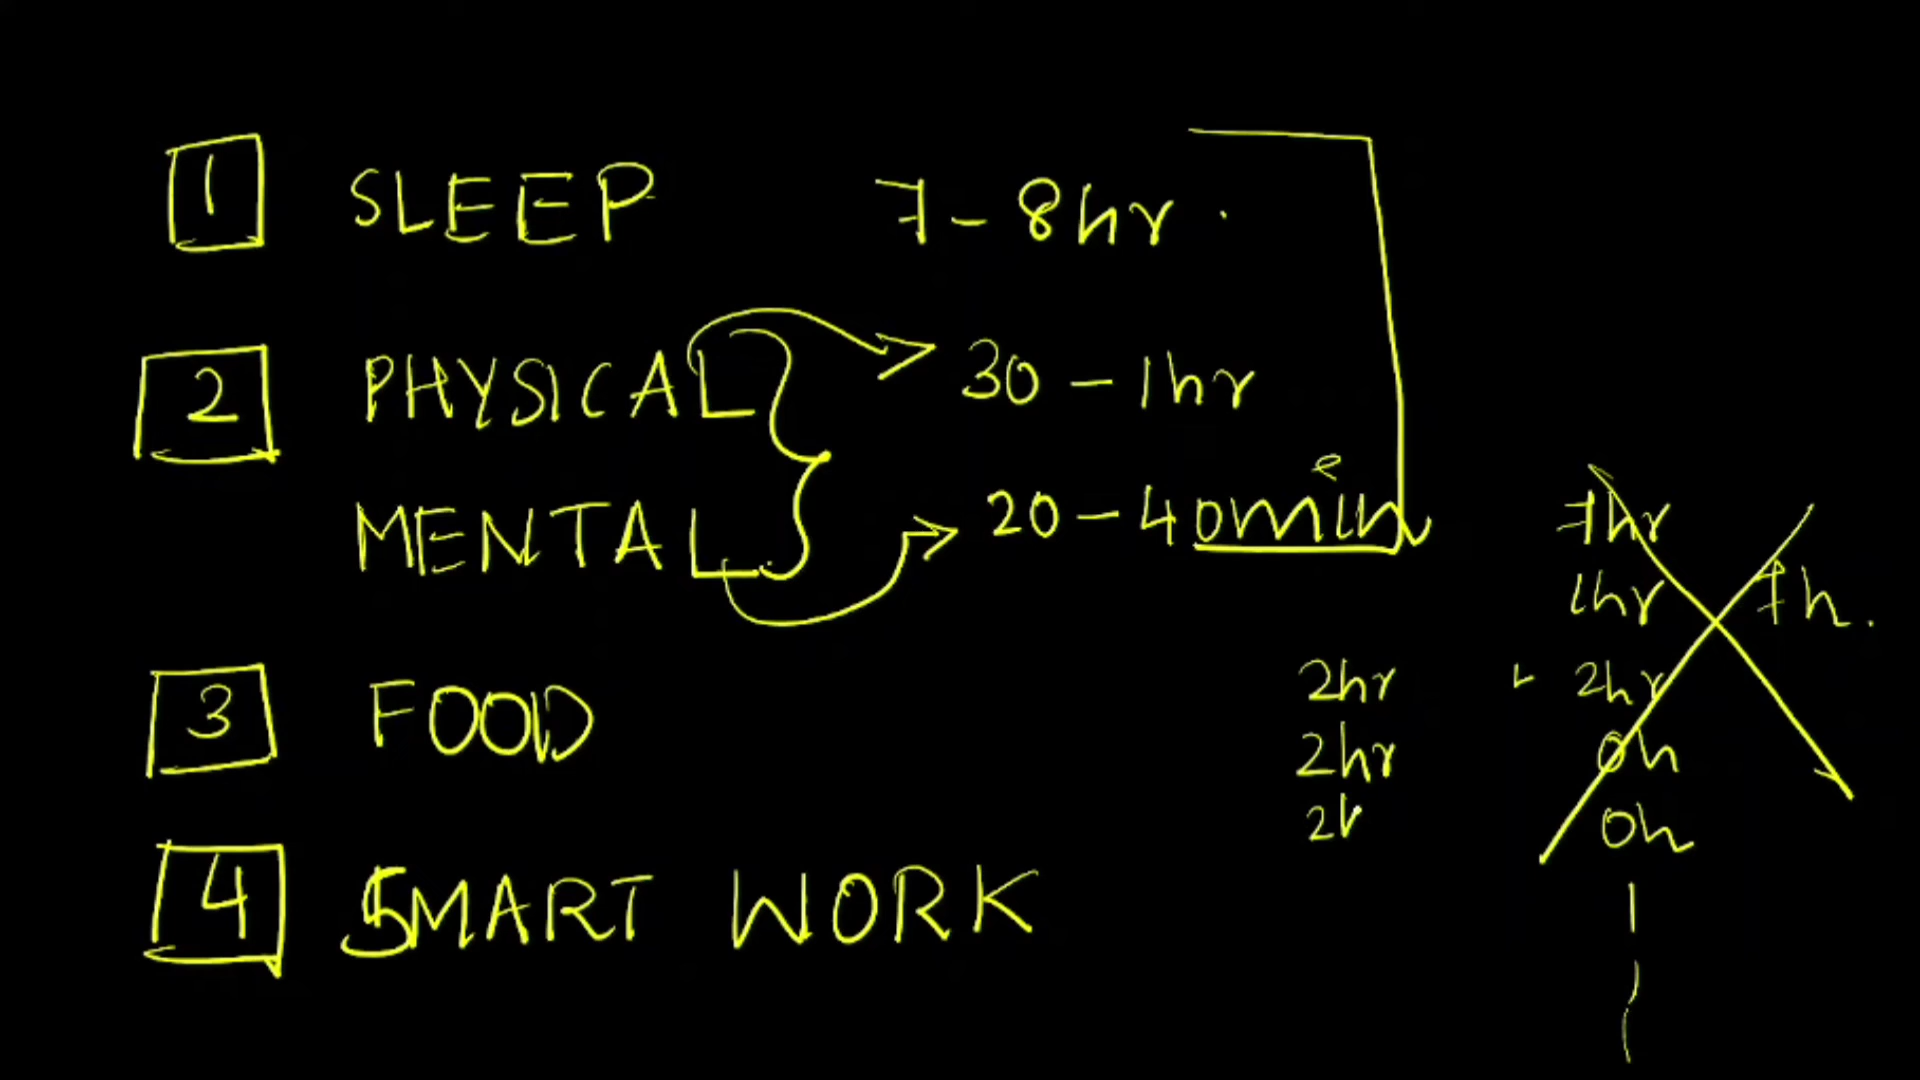 1 SLEEP 7-8hr.
2 PHYSICAL 30-1hr
MENTAL 20-40min
3 FOOD
4 SMART WORK
2hr
2hr
2h
7hr
1hr 7h.
2hr
0h
0h